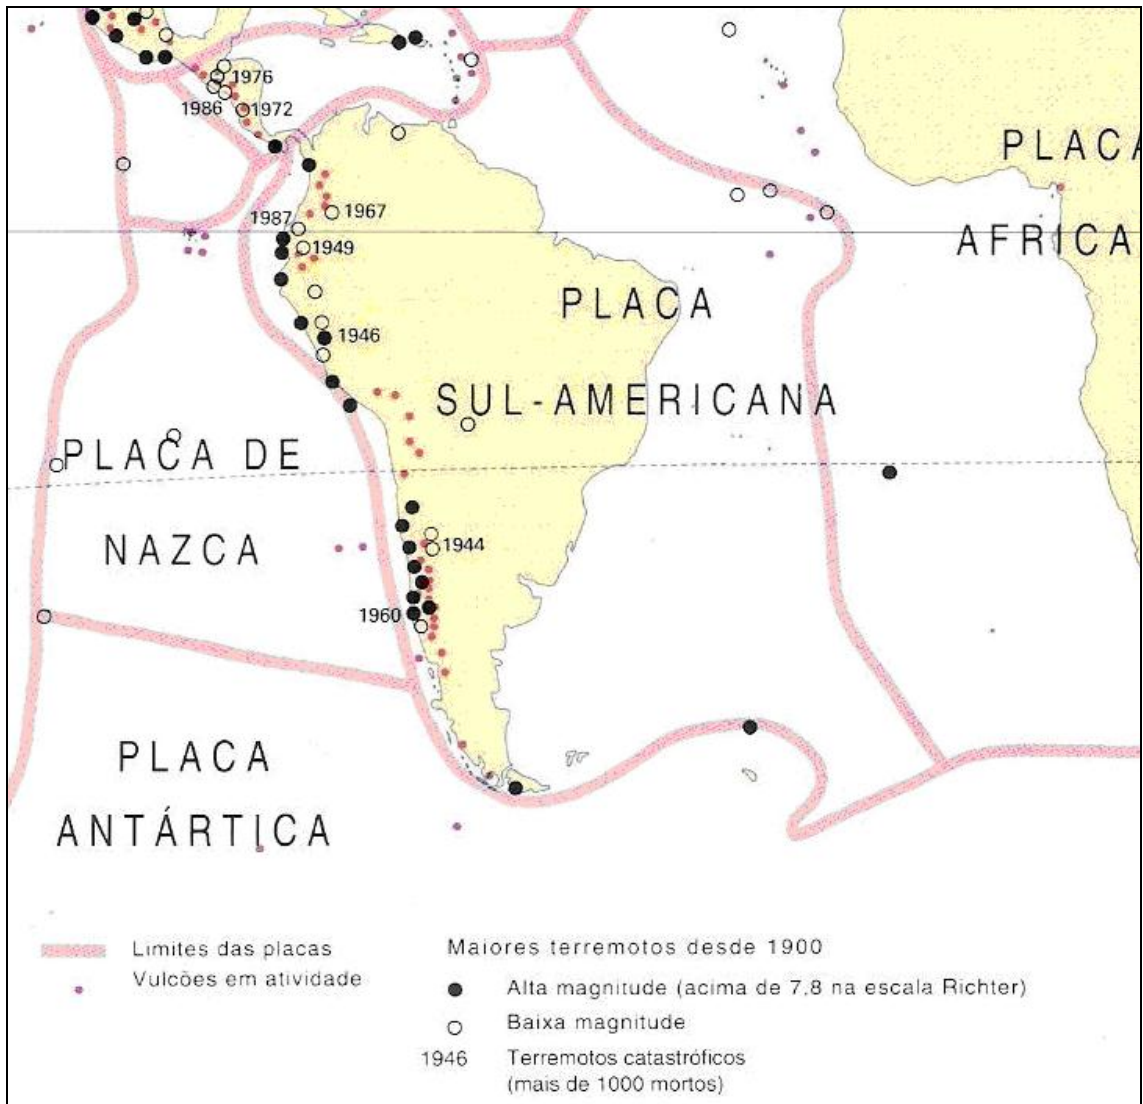 1976
1986
1972
PLACA
AFRICA
1967
1987
1949
PLACA
SUL-AMERICANA
1946
PLACA DE
NAZCA
1944
1960
PLACA
ANTÁRTICA
Limites das placas
Vulcões em atividade
Maiores terremotos desde 1900
Alta magnitude (acima de 7,8 na escala Richter)
Baixa magnitude
1946 Terremotos catastróficos
(mais de 1000 mortos)